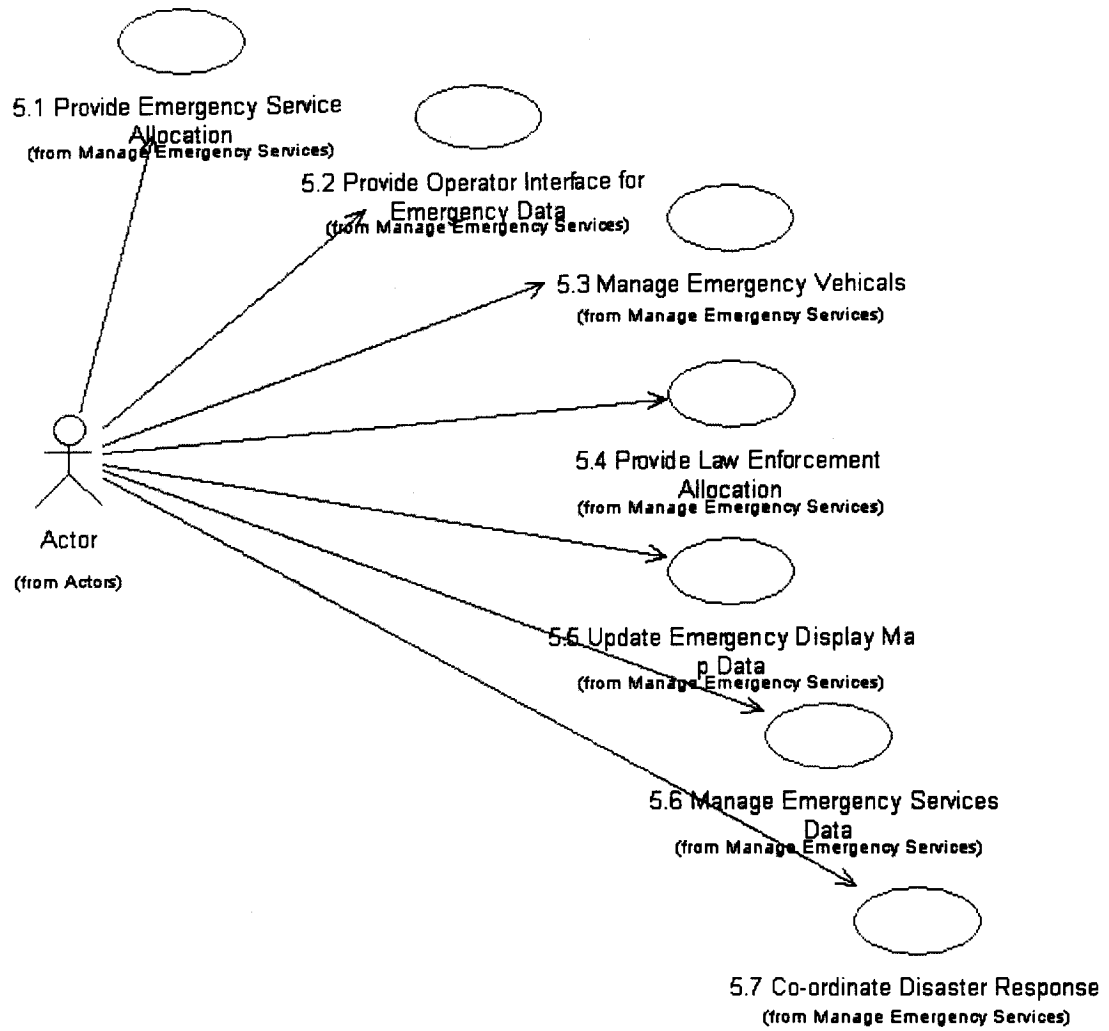 5.1 Provide Emergency Service
Allocation
(from Manage Emergency Services)
5.2 Provide Operator Interface for
Emergency Data
(from Manage Emergency Services)
5.3 Manage Emergency Vehicals
(from Manage Emergency Services)
5.4 Provide Law Enforcement
Allocation
(from Manage Emergency Services)
Actor
(from Actors)
5.5 Update Emergency Display Ma
p Data
(from Manage Emergency Services)
5.6 Manage Emergency Services
Data
(from Manage Emergency Services)
5.7 Co-ordinate Disaster Response
(from Manage Emergency Services)